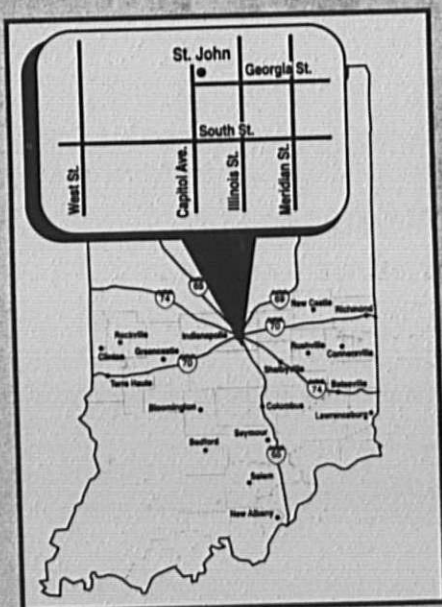 St. John
Georgia St.
South St.
West St.
Capitol Ave.
Illinois St.
Meridian St.
74
69
New Castle
Richmond
70
Rockville
Indianapolis
Clinton
Greencastle
Rushville
Connersville
70
Shelbyville
Terre Haute
74
Batesville
Bloomington
Columbus
Lawrenceburg
Seymour
Bedford
Salem
New Albany